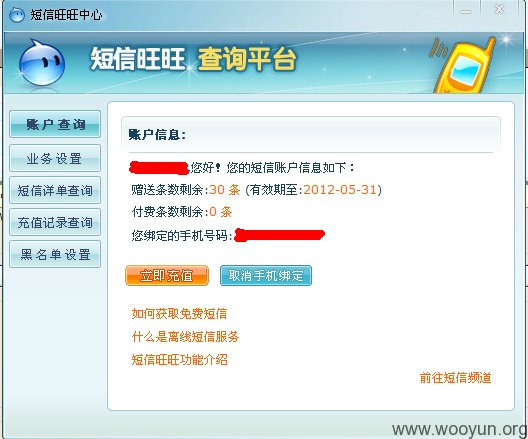 短信旺旺中心
短信旺旺 查询平台
账户查询
业务设置
短信详单查询
充值记录查询
黑名单设置
账户信息:
,您好! 您的短信账户信息如下:
赠送条数剩余:30 条 (有效期至:2012-05-31)
付费条数剩余:0 条
您绑定的手机号码:
立即充值 取消手机绑定
如何获取免费短信
什么是离线短信服务
短信旺旺功能介绍
前往短信频道
www.wooyun.org